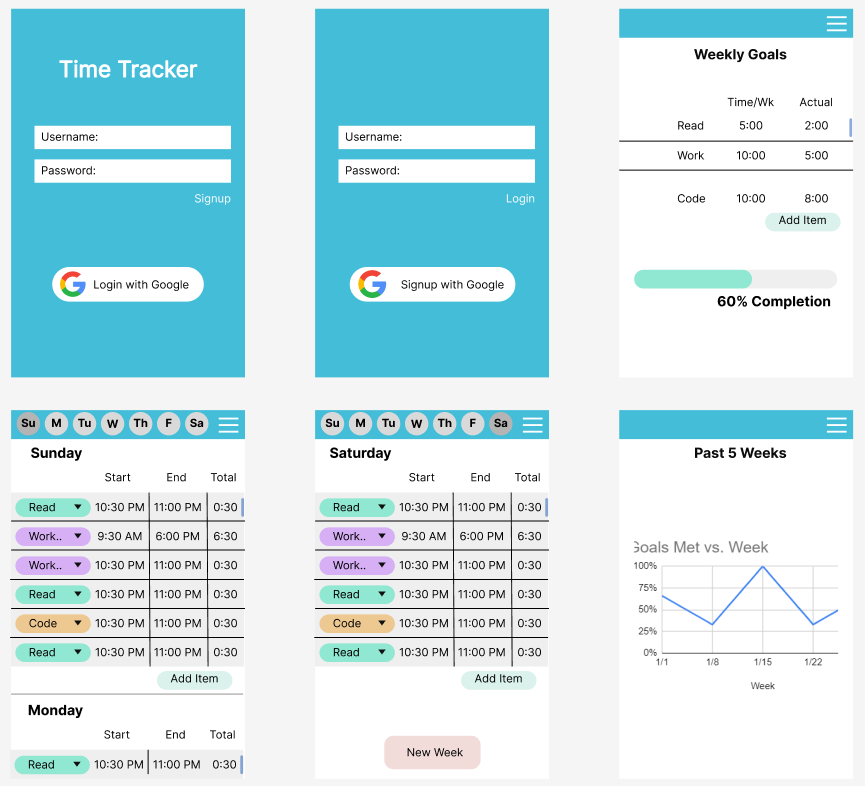 Time Tracker
Username:
Password:
Signup
Login with Google
Username:
Password:
Login
Signup with Google
Weekly Goals
Time/Wk Actual
Read 5:00 2:00
Work 10:00 5:00
Code 10:00 8:00
Add Item
60% Completion
Su M Tu W Th F Sa
Sunday
Start End Total
Read 10:30 PM 11:00 PM 0:30
Work.. 9:30 AM 6:00 PM 6:30
Work.. 10:30 PM 11:00 PM 0:30
Read 10:30 PM 11:00 PM 0:30
Code 10:30 PM 11:00 PM 0:30
Read 10:30 PM 11:00 PM 0:30
Add Item
Monday
Start End Total
Read 10:30 PM 11:00 PM 0:30
Su M Tu W Th F Sa
Saturday
Start End Total
Read 10:30 PM 11:00 PM 0:30
Work.. 9:30 AM 6:00 PM 6:30
Work.. 10:30 PM 11:00 PM 0:30
Read 10:30 PM 11:00 PM 0:30
Code 10:30 PM 11:00 PM 0:30
Read 10:30 PM 11:00 PM 0:30
Add Item
New Week
Past 5 Weeks
Goals Met vs. Week
100%
75%
50%
25%
0%
1/1 1/8 1/15 1/22
Week